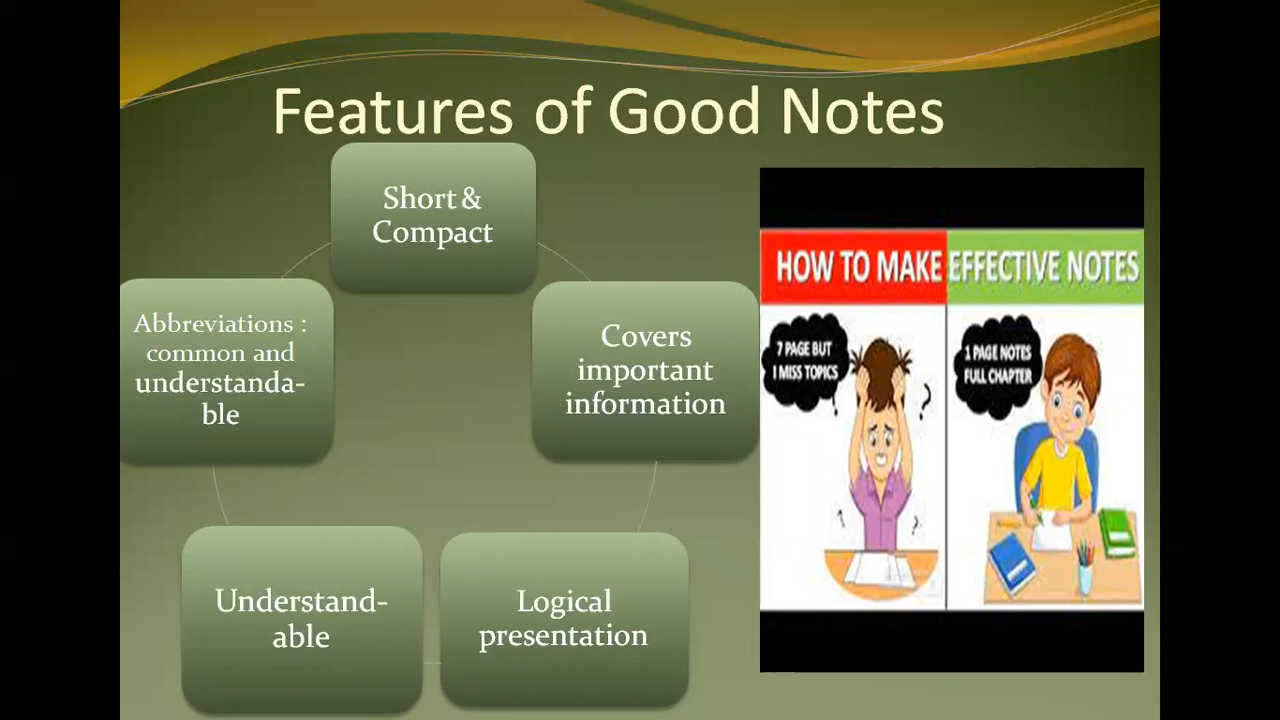 Features of Good Notes
Short &
Compact
Covers
important
information
Logical
presentation
Understand-
able
Abbreviations :
common and
understanda-
ble
HOW TO MAKE EFFECTIVE NOTES
7 PAGE BUT
I MISS TOPICS
1 PAGE NOTES
FULL CHAPTER